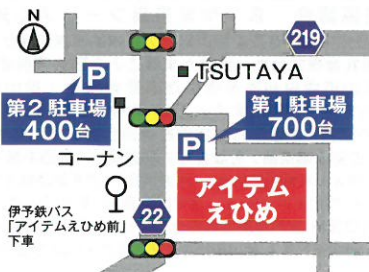 N
219
P
TSUTAYA
第2駐車場
400台
第1駐車場
700台
コーナン
P
アイテム
えひめ
伊予鉄バス
「アイテムえひめ前」
下車
22